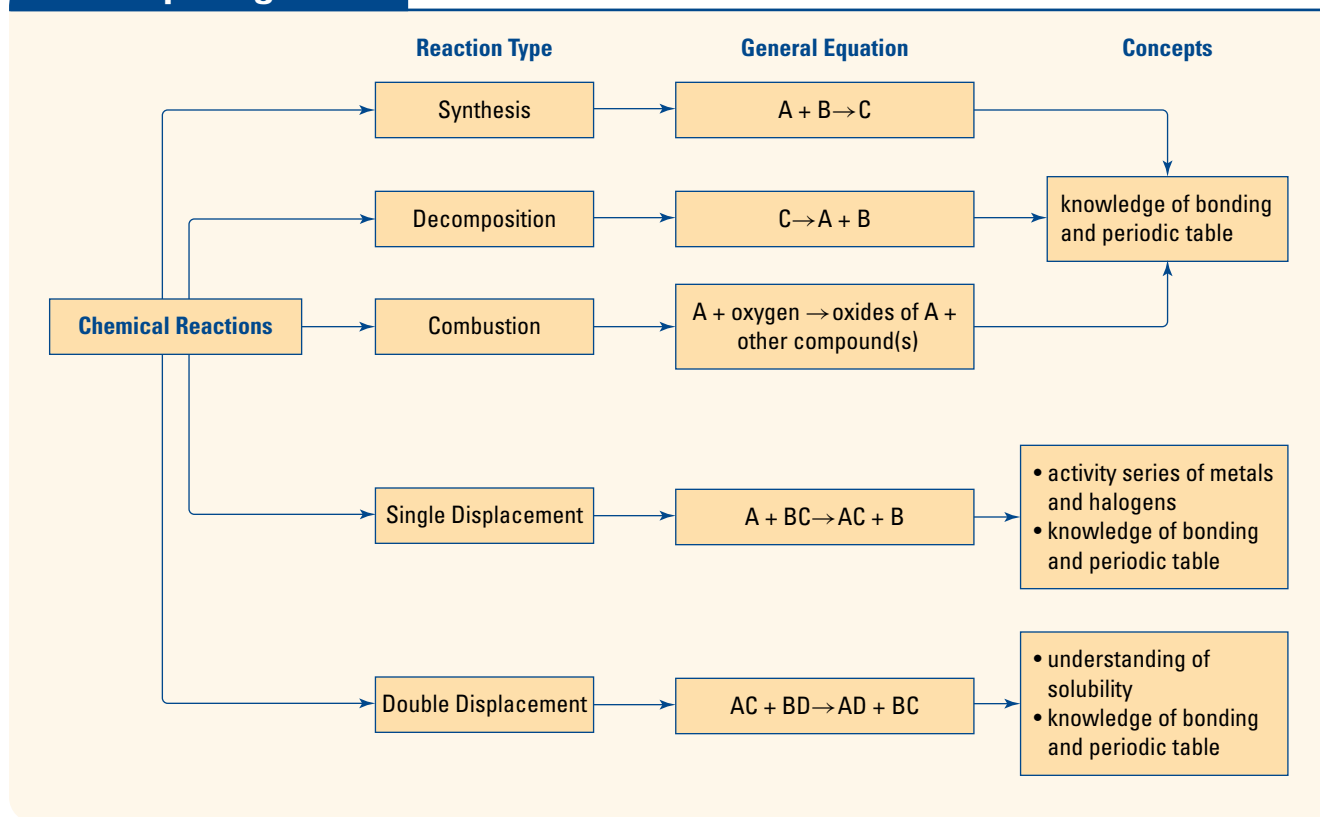 Reaction Type
General Equation
Concepts
Synthesis
A + B→C
Decomposition
C→A + B
knowledge of bonding
and periodic table
Chemical Reactions
Combustion
A + oxygen →oxides of A +
other compound(s)
Single Displacement
A + BC→AC + B
• activity series of metals
and halogens
• knowledge of bonding
and periodic table
Double Displacement
AC + BD→AD + BC
• understanding of
solubility
• knowledge of bonding
and periodic table